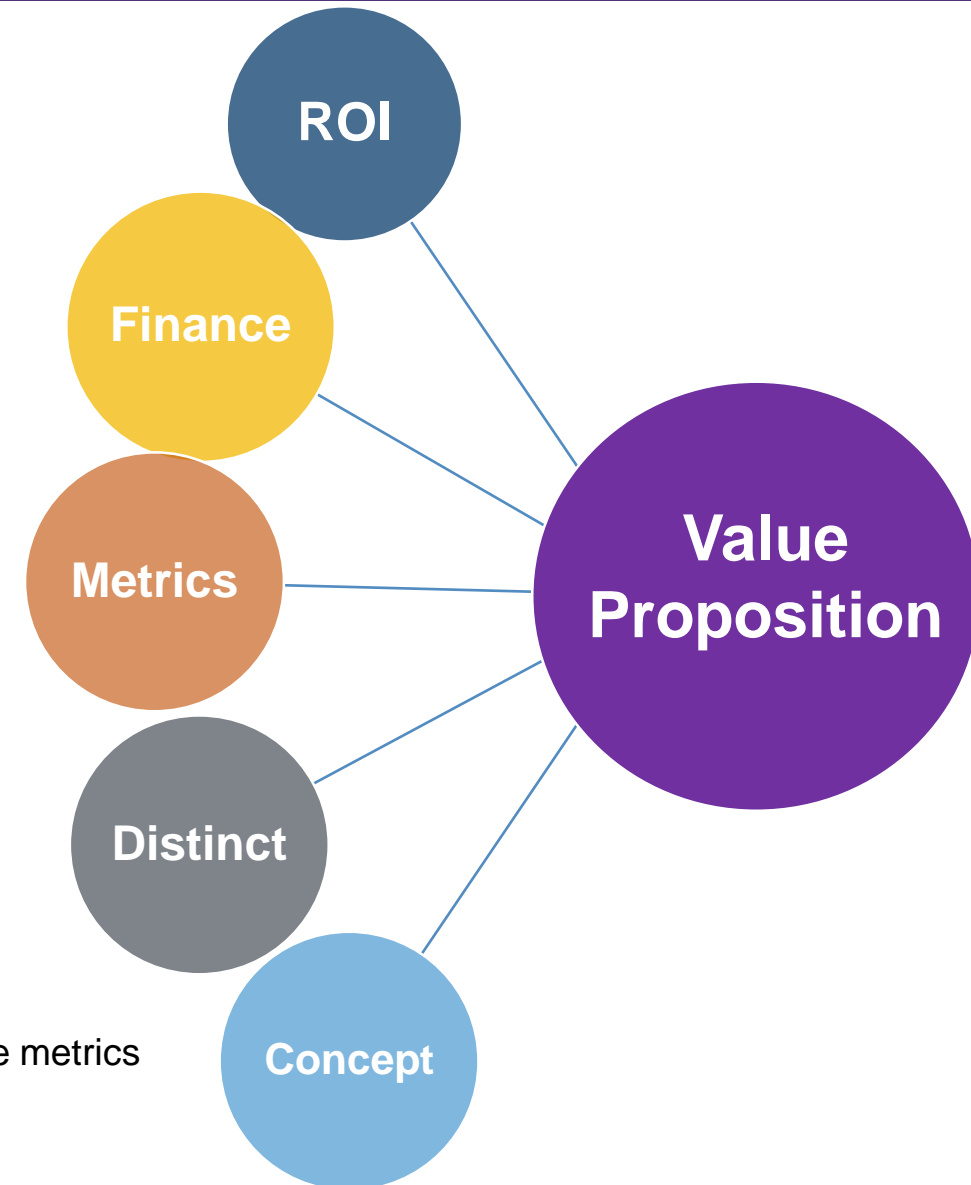 ROI
Finance
Value
Proposition
Metrics
Distinct
e metrics
Concept